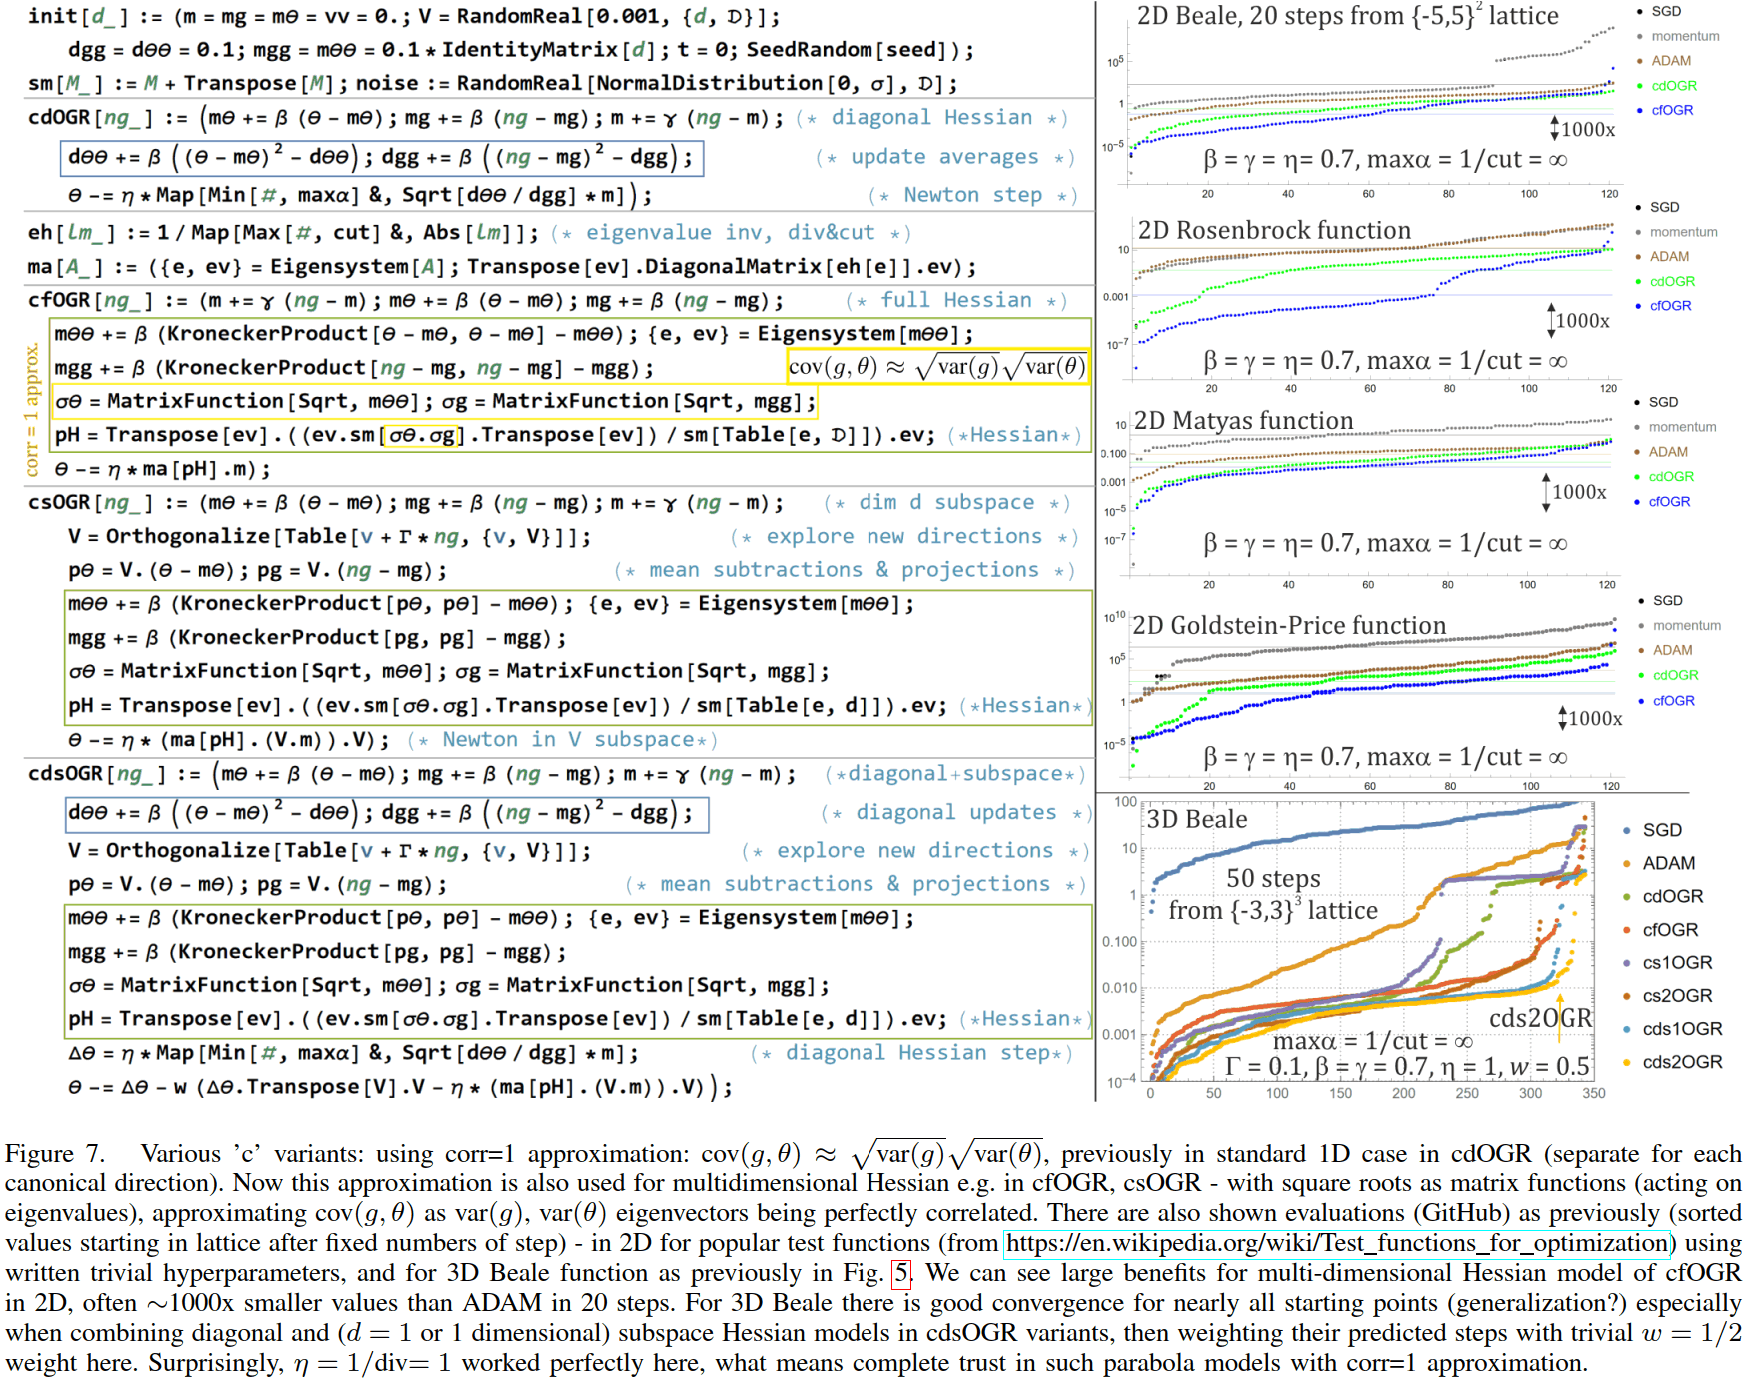 init[d_] := (m = mg = mθ = vv = 0.; V = RandomReal[0.001, {d, D}];
dgg = dθθ = 0.1; mgg = mθθ = 0.1 * IdentityMatrix[d]; t = 0; SeedRandom[seed]);
sm[M_] := M + Transpose[M]; noise := RandomReal[NormalDistribution[0, σ], D];
cdOGR[ng_] := (mθ += β (θ - mθ); mg += β (ng - mg); m += γ (ng - m); (* diagonal Hessian *)
dθθ += β ((θ - mθ)² - dθθ); dgg += β ((ng - mg)² - dgg); (* update averages *)
θ -= η * Map[Min[#, maxα] &, Sqrt[dθθ / dgg] * m]); (* Newton step *)
eh[lm_] := 1 / Map[Max[#, cut] &, Abs[lm]]; (* eigenvalue inv, div&cut *)
ma[A_] := ({e, ev} = Eigensystem[A]; Transpose[ev].DiagonalMatrix[eh[e]].ev);
cfOGR[ng_] := (m += γ (ng - m); mθ += β (θ - mθ); mg += β (ng - mg); (* full Hessian *)
mθθ += β (KroneckerProduct[θ - mθ, θ - mθ] - mθθ); {e, ev} = Eigensystem[mθθ];
mgg += β (KroneckerProduct[ng - mg, ng - mg] - mgg); cov(g, θ) ≈ √var(g) √var(θ)
σθ = MatrixFunction[Sqrt, mθθ]; σg = MatrixFunction[Sqrt, mgg];
pH = Transpose[ev].((ev.sm[σθ.σg].Transpose[ev]) / sm[Table[e, D]]).ev; (*Hessian*)
corr = 1 approx.
θ -= η * ma[pH].m);
csOGR[ng_] := (mθ += β (θ - mθ); mg += β (ng - mg); m += γ (ng - m); (* dim d subspace *)
V = Orthogonalize[Table[v + Γ * ng, {v, V}]]; (* explore new directions *)
pθ = V.(θ - mθ); pg = V.(ng - mg); (* mean subtractions & projections *)
mθθ += β (KroneckerProduct[pθ, pθ] - mθθ); {e, ev} = Eigensystem[mθθ];
mgg += β (KroneckerProduct[pg, pg] - mgg);
σθ = MatrixFunction[Sqrt, mθθ]; σg = MatrixFunction[Sqrt, mgg];
pH = Transpose[ev].((ev.sm[σθ.σg].Transpose[ev]) / sm[Table[e, d]]).ev; (*Hessian*)
θ -= η * (ma[pH].(V.m)).V); (* Newton in V subspace*)
cdsOGR[ng_] := (mθ += β (θ - mθ); mg += β (ng - mg); m += γ (ng - m); (*diagonal+subspace*)
dθθ += β ((θ - mθ)² - dθθ); dgg += β ((ng - mg)² - dgg); (* diagonal updates *)
V = Orthogonalize[Table[v + Γ * ng, {v, V}]]; (* explore new directions *)
pθ = V.(θ - mθ); pg = V.(ng - mg); (* mean subtractions & projections *)
mθθ += β (KroneckerProduct[pθ, pθ] - mθθ); {e, ev} = Eigensystem[mθθ];
mgg += β (KroneckerProduct[pg, pg] - mgg);
σθ = MatrixFunction[Sqrt, mθθ]; σg = MatrixFunction[Sqrt, mgg];
pH = Transpose[ev].((ev.sm[σθ.σg].Transpose[ev]) / sm[Table[e, d]]).ev; (*Hessian*)
Δθ = η * Map[Min[#, maxα] &, Sqrt[dθθ / dgg] * m]; (* diagonal Hessian step*)
θ -= Δθ - w (Δθ.Transpose[V].V - η * (ma[pH].(V.m)).V));
2D Beale, 20 steps from {-5,5}² lattice
10⁵
1
10⁻⁵
1000x
β = γ = η= 0.7, maxα = 1/cut = ∞
20 40 60 80 100 120
SGD
momentum
ADAM
cdOGR
cfOGR
2D Rosenbrock function
10
0.001
10⁻⁷
1000x
β = γ = η= 0.7, maxα = 1/cut = ∞
20 40 60 80 100 120
SGD
momentum
ADAM
cdOGR
cfOGR
2D Matyas function
10
0.100
0.001
10⁻⁵
10⁻⁷
1000x
β = γ = η= 0.7, maxα = 1/cut = ∞
20 40 60 80 100 120
SGD
momentum
ADAM
cdOGR
cfOGR
2D Goldstein-Price function
10¹⁰
10⁵
1
10⁻⁵
1000x
β = γ = η= 0.7, maxα = 1/cut = ∞
20 40 60 80 100 120
SGD
momentum
ADAM
cdOGR
cfOGR
3D Beale
50 steps
from {-3,3}³ lattice
100
10
1
0.100
0.010
0.001
10⁻⁴
cds2OGR
maxα = 1/cut = ∞
Γ = 0.1, β = γ = 0.7, η = 1, w = 0.5
0 50 100 150 200 250 300 350
SGD
ADAM
cdOGR
cfOGR
cs1OGR
cs2OGR
cds1OGR
cds2OGR
Figure 7. Various 'c' variants: using corr=1 approximation: cov(g, θ) ≈ √var(g) √var(θ), previously in standard 1D case in cdOGR (separate for each
canonical direction). Now this approximation is also used for multidimensional Hessian e.g. in cfOGR, csOGR - with square roots as matrix functions (acting on
eigenvalues), approximating cov(g, θ) as var(g), var(θ) eigenvectors being perfectly correlated. There are also shown evaluations (GitHub) as previously (sorted
values starting in lattice after fixed numbers of step) - in 2D for popular test functions (from https://en.wikipedia.org/wiki/Test_functions_for_optimization) using
written trivial hyperparameters, and for 3D Beale function as previously in Fig. 5. We can see large benefits for multi-dimensional Hessian model of cfOGR
in 2D, often ∼1000x smaller values than ADAM in 20 steps. For 3D Beale there is good convergence for nearly all starting points (generalization?) especially
when combining diagonal and (d = 1 or 1 dimensional) subspace Hessian models in cdsOGR variants, then weighting their predicted steps with trivial w = 1/2
weight here. Surprisingly, η = 1/div= 1 worked perfectly here, what means complete trust in such parabola models with corr=1 approximation.